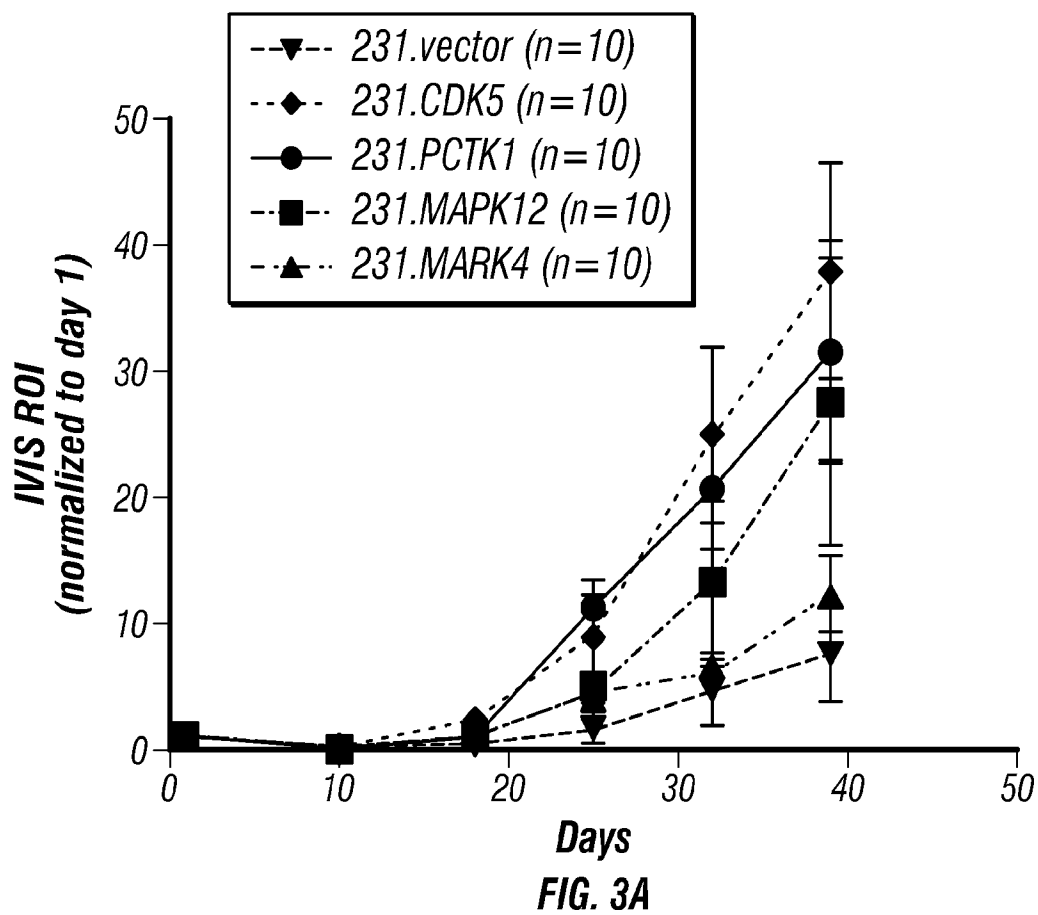 231.vector (n=10)
231.CDK5 (n=10)
231.PCTK1 (n=10)
231.MAPK12 (n=10)
231.MARK4 (n=10)
50
40
30
20
10
0
IVIS ROI
(normalized to day 1)
0 10 20 30 40 50
Days
FIG. 3A